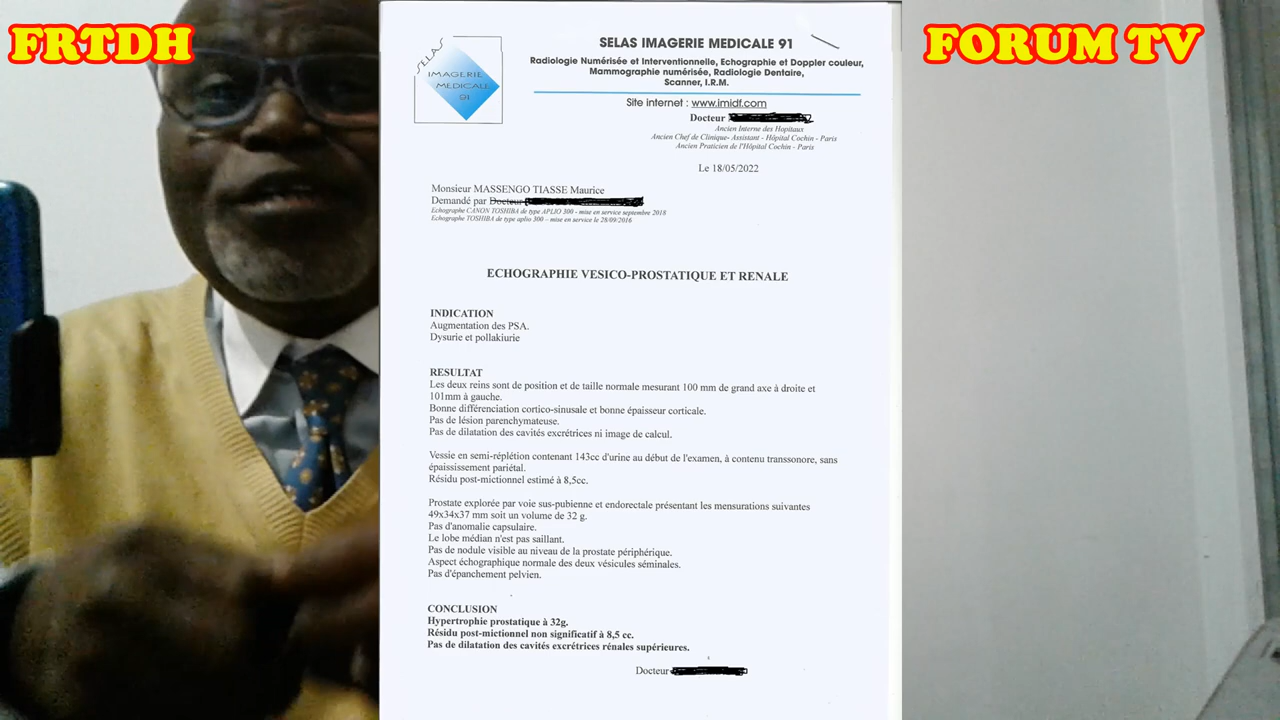 FRTDH
FORUM TV
SELAS
IMAGERIE
MEDICALE
91
SELAS IMAGERIE MEDICALE 91
Radiologie Numérisée et Interventionnelle, Echographie et Doppler couleur,
Mammographie numérisée, Radiologie Dentaire,
Scanner, I.R.M.
Site internet : www.imidf.com
Docteur
Ancien Interne des Hopitaux
Ancien Chef de Clinique- Assistant - Hôpital Cochin - Paris
Ancien Praticien de l'Hôpital Cochin - Paris
Le 18/05/2022
Monsieur MASSENGO TIASSE Maurice
Demandé par Docteur
Echographe CANON TOSHIBA de type APLIO 300 - mise en service septembre 2018
Echographe TOSHIBA de type aplio 300 – mise en service le 28/09/2016
ECHOGRAPHIE VESICO-PROSTATIQUE ET RENALE
INDICATION
Augmentation des PSA.
Dysurie et pollakiurie
RESULTAT
Les deux reins sont de position et de taille normale mesurant 100 mm de grand axe à droite et
101mm à gauche.
Bonne différenciation cortico-sinusale et bonne épaisseur corticale.
Pas de lésion parenchymateuse.
Pas de dilatation des cavités excrétrices ni image de calcul.
Vessie en semi-réplétion contenant 143cc d'urine au début de l'examen, à contenu transsonore, sans
épaississement pariétal.
Résidu post-mictionnel estimé à 8,5cc.
Prostate explorée par voie sus-pubienne et endorectale présentant les mensurations suivantes
49x34x37 mm soit un volume de 32 g.
Pas d'anomalie capsulaire.
Le lobe médian n'est pas saillant.
Pas de nodule visible au niveau de la prostate périphérique.
Aspect échographique normale des deux vésicules séminales.
Pas d'épanchement pelvien.
CONCLUSION
Hypertrophie prostatique à 32g.
Résidu post-mictionnel non significatif à 8,5 cc.
Pas de dilatation des cavités excrétrices rénales supérieures.
Docteur